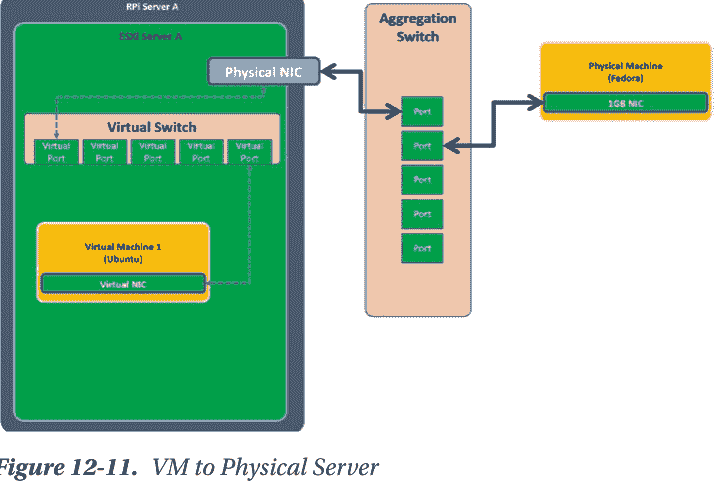 RPi Server A
ESXi Server A
Physical NIC
Virtual Switch
Virtual
Port
Virtual
Port
Virtual
Port
Virtual
Port
Virtual
Port
Virtual Machine 1
(Ubuntu)
Virtual NIC
Aggregation
Switch
Port
Port
Port
Port
Port
Physical Machine
(Fedora)
1GB NIC
Figure 12-11. VM to Physical Server